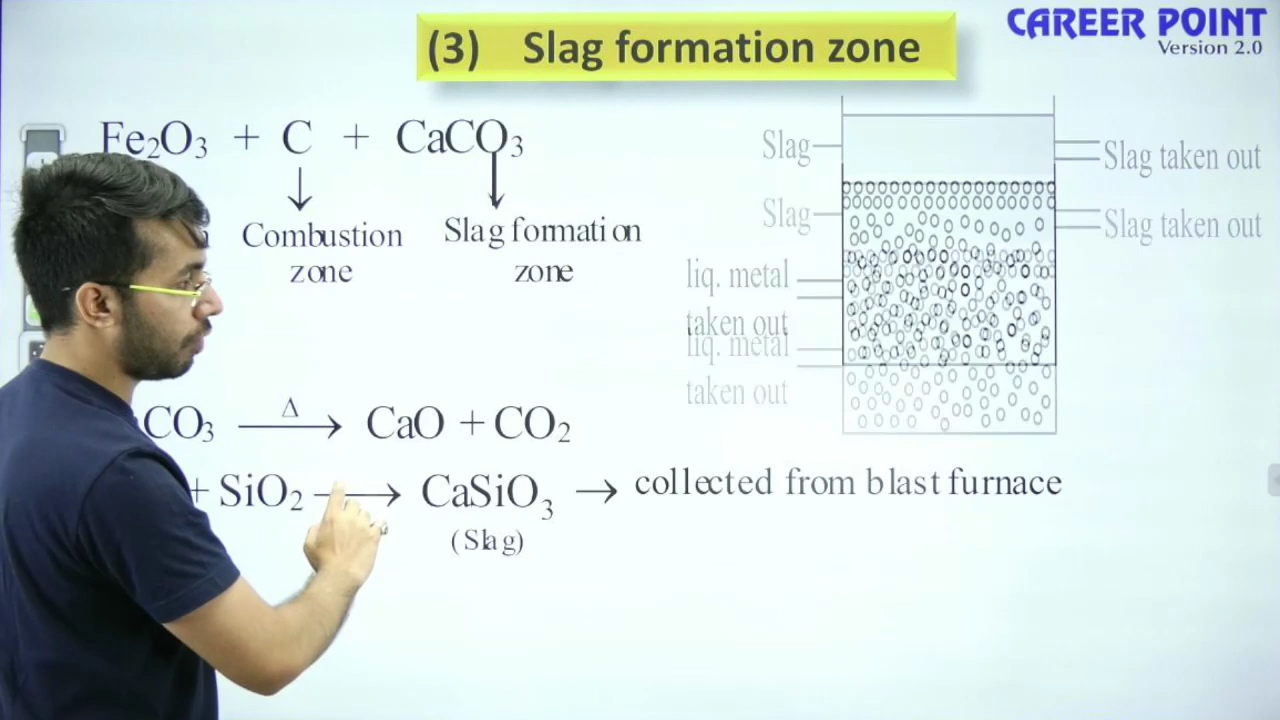 (3) Slag formation zone
CAREER POINT
Version 2.0
Fe₂O₃ + C + CaCO₃
Combustion
zone
Slag formation
zone
Slag
Slag taken out
Slag
Slag taken out
liq. metal
taken out
liq. metal
taken out
CO₃ —Δ→ CaO + CO₂
+ SiO₂ → CaSiO₃ → collected from blast furnace
(Slag)